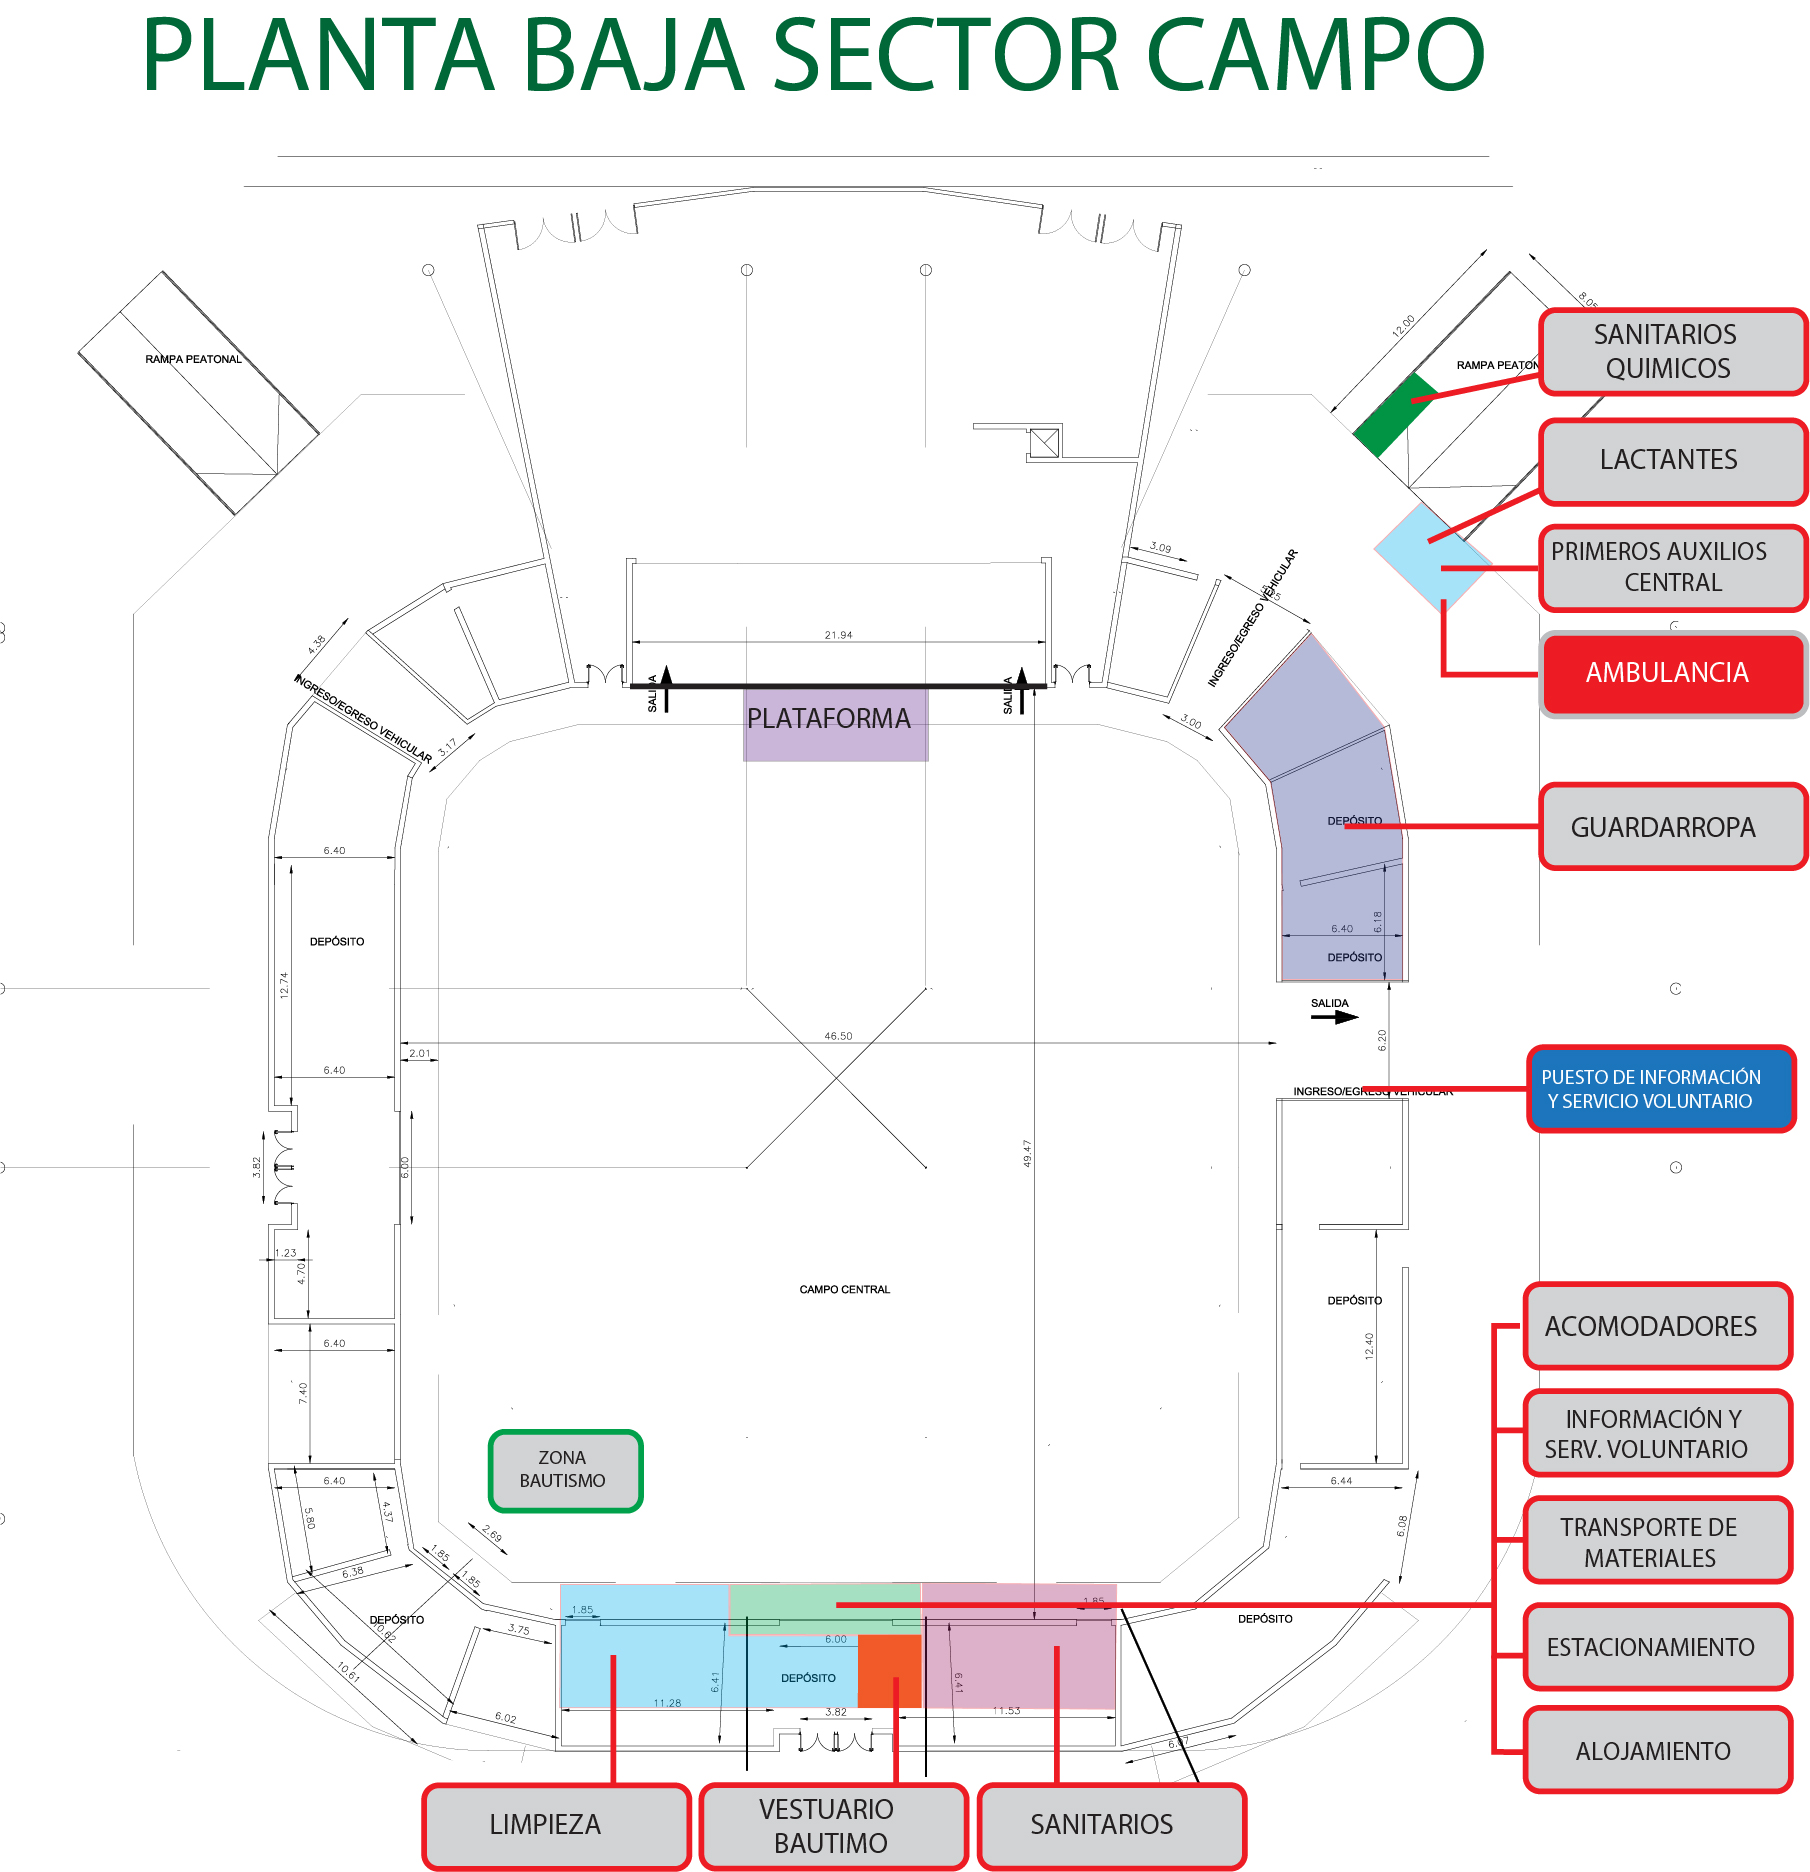 PLANTA BAJA SECTOR CAMPO
RAMPA PEATONAL
12.00
8.05
RAMPA PEATON
SANITARIOS
QUIMICOS
LACTANTES
PRIMEROS AUXILIOS
CENTRAL
AMBULANCIA
3.09
INGRESO/EGRESO VEHICULAR
4.38
INGRESO/EGRESO VEHICULAR
3.17
21.94
SALIDA
SALIDA
PLATAFORMA
3.00
DEPÓSITO
GUARDARROPA
6.40
DEPÓSITO
12.74
6.18
6.40
DEPÓSITO
SALIDA
46.50
2.01
6.20
6.40
INGRESO/EGRESO VEHICULAR
PUESTO DE INFORMACIÓN
Y SERVICIO VOLUNTARIO
3.82
6.00
49.47
1.23
4.70
CAMPO CENTRAL
DEPÓSITO
12.40
6.40
7.40
ACOMODADORES
INFORMACIÓN Y
SERV. VOLUNTARIO
TRANSPORTE DE
MATERIALES
ESTACIONAMIENTO
ALOJAMIENTO
ZONA
BAUTISMO
6.40
6.44
5.80
4.37
6.08
2.69
1.85
1.85
6.38
1.85
1.85
DEPÓSITO
10.62
3.75
DEPÓSITO
6.00
10.61
6.41
DEPÓSITO
6.41
11.28
3.82
11.53
6.02
6.07
LIMPIEZA
VESTUARIO
BAUTIMO
SANITARIOS